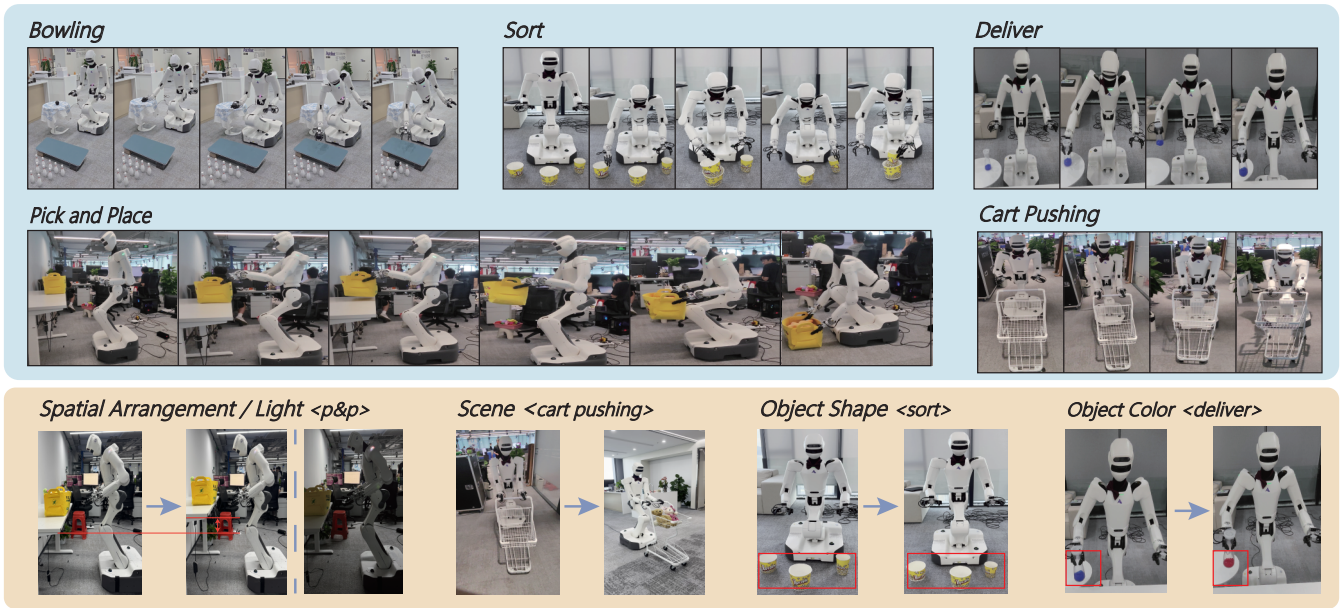 Bowling
Sort
Deliver
Pick and Place
Cart Pushing
Spatial Arrangement / Light <p&p>
Scene <cart pushing>
Object Shape <sort>
Object Color <deliver>